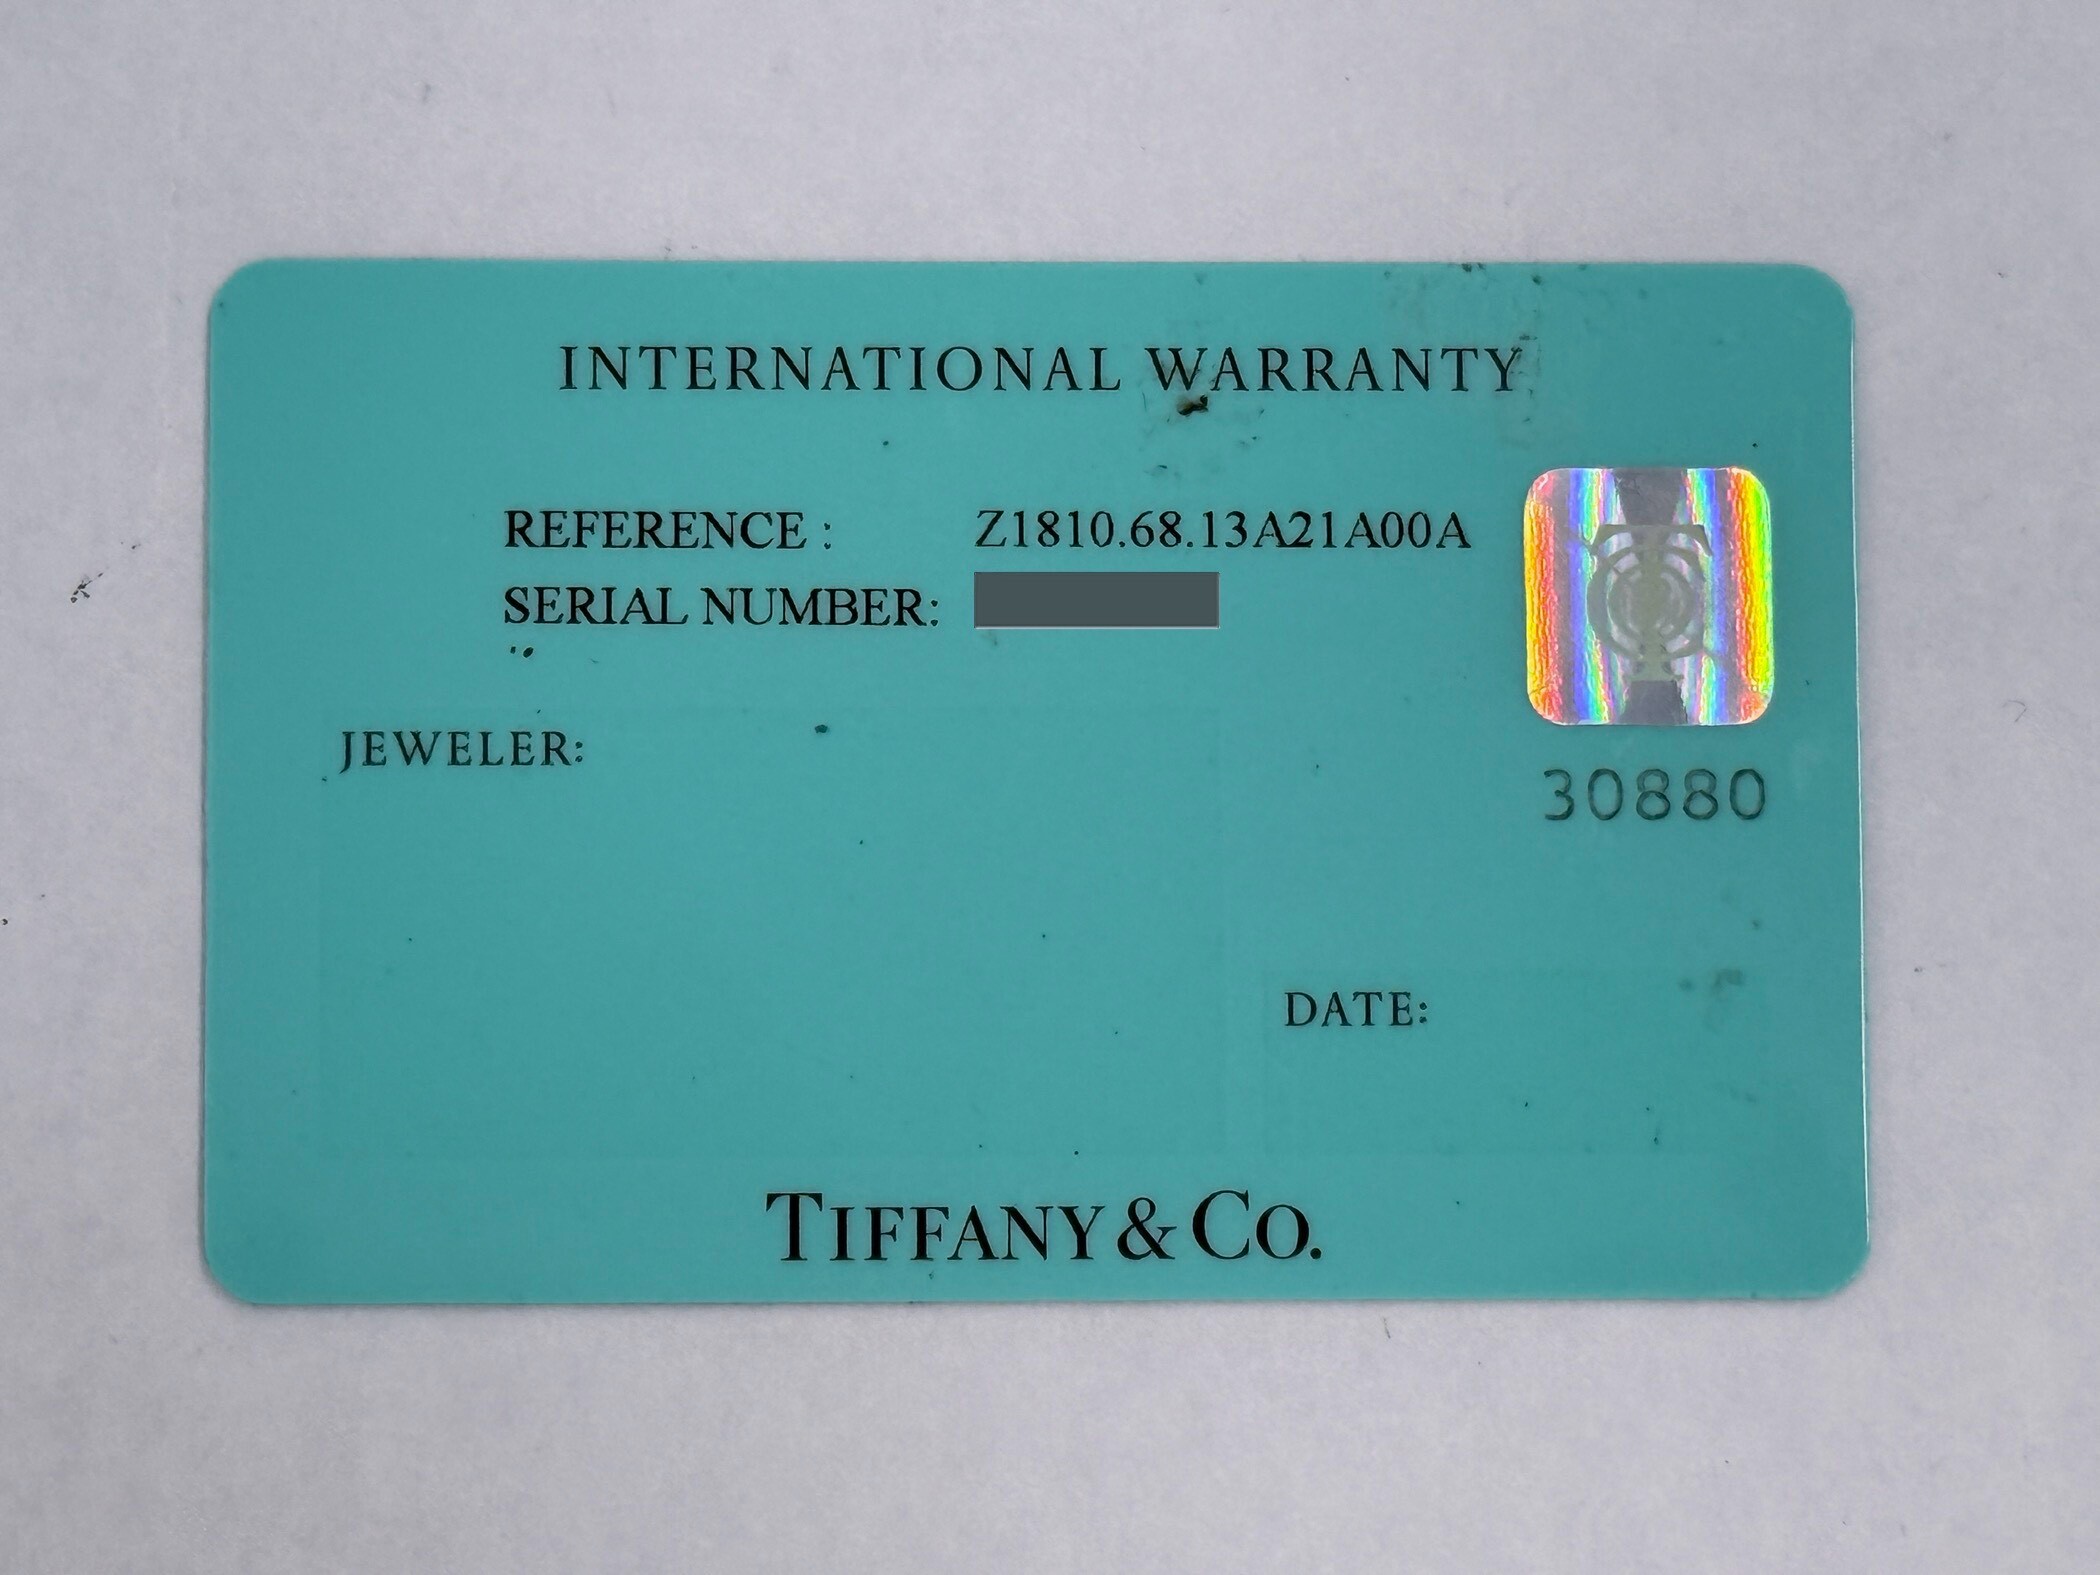 INTERNATIONAL WARRANTY
REFERENCE : Z1810.68.13A21A00A
SERIAL NUMBER:
30880
JEWELER:
DATE:
TIFFANY & CO.